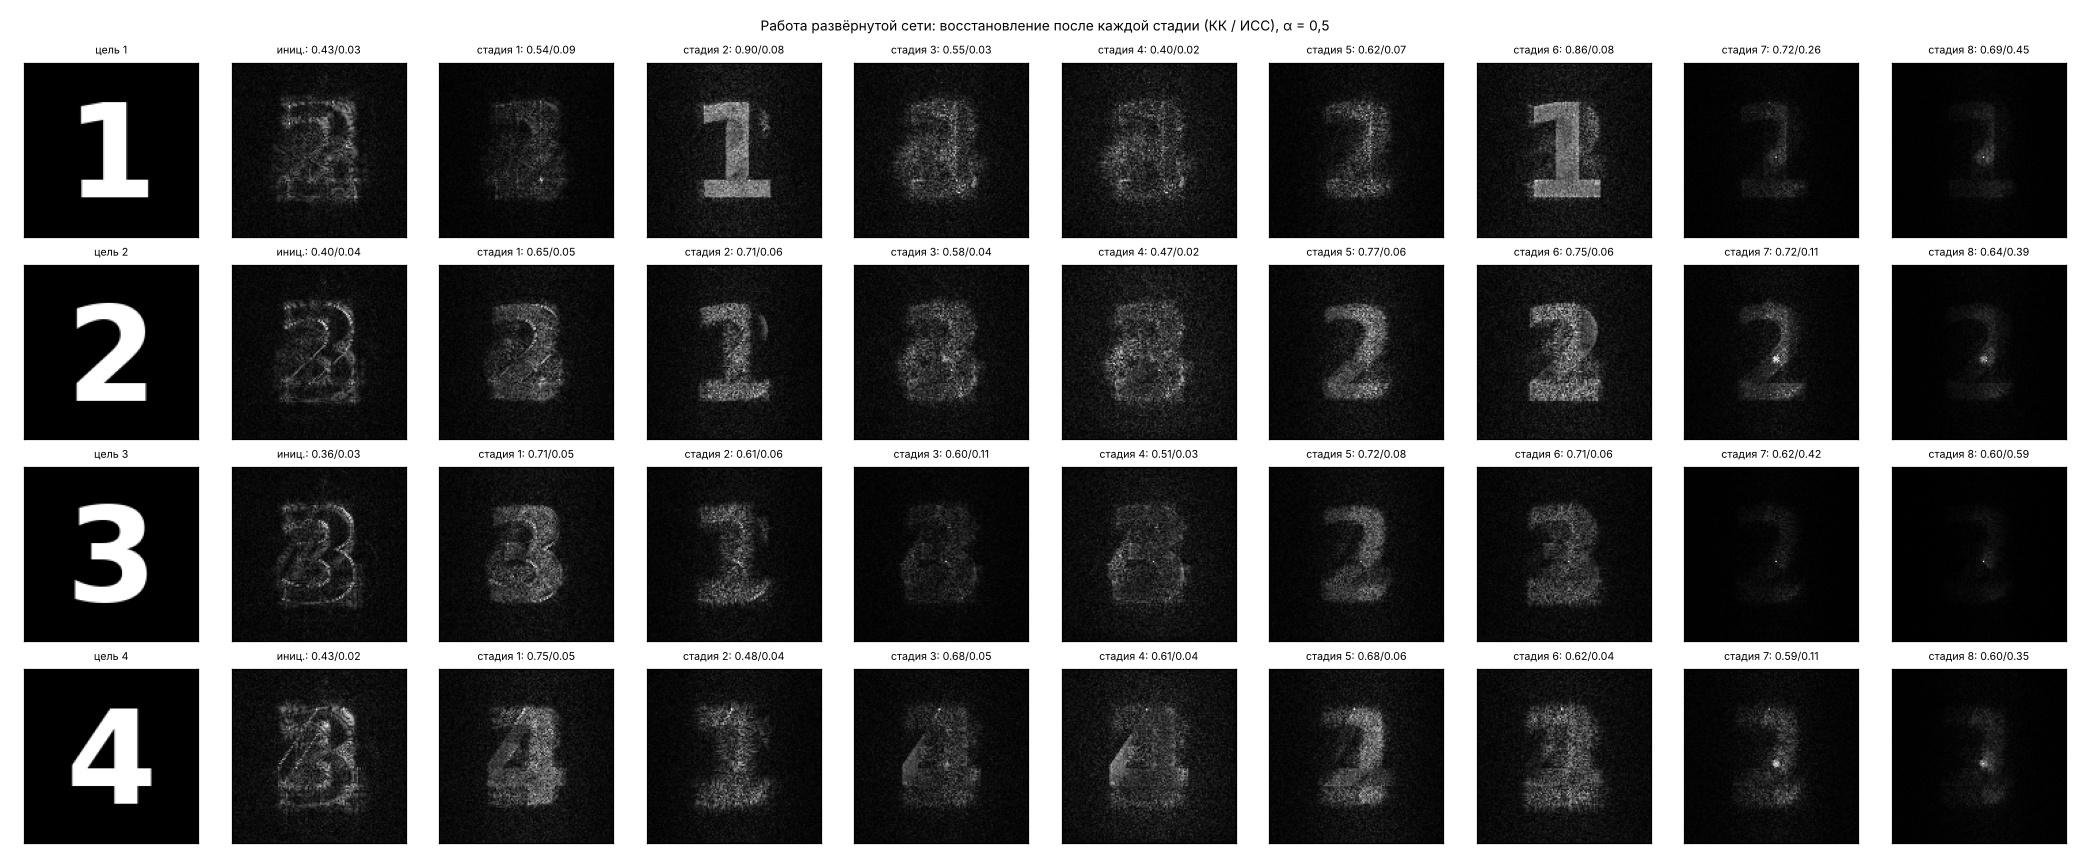 Работа развёрнутой сети: восстановление после каждой стадии (КК / ИСС), α = 0,5
цель 1 иниц.: 0.43/0.03 стадия 1: 0.54/0.09 стадия 2: 0.90/0.08 стадия 3: 0.55/0.03 стадия 4: 0.40/0.02 стадия 5: 0.62/0.07 стадия 6: 0.86/0.08 стадия 7: 0.72/0.26 стадия 8: 0.69/0.45
1
цель 2 иниц.: 0.40/0.04 стадия 1: 0.65/0.05 стадия 2: 0.71/0.06 стадия 3: 0.58/0.04 стадия 4: 0.47/0.02 стадия 5: 0.77/0.06 стадия 6: 0.75/0.06 стадия 7: 0.72/0.11 стадия 8: 0.64/0.39
2
цель 3 иниц.: 0.36/0.03 стадия 1: 0.71/0.05 стадия 2: 0.61/0.06 стадия 3: 0.60/0.11 стадия 4: 0.51/0.03 стадия 5: 0.72/0.08 стадия 6: 0.71/0.06 стадия 7: 0.62/0.42 стадия 8: 0.60/0.59
3
цель 4 иниц.: 0.43/0.02 стадия 1: 0.75/0.05 стадия 2: 0.48/0.04 стадия 3: 0.68/0.05 стадия 4: 0.61/0.04 стадия 5: 0.68/0.06 стадия 6: 0.62/0.04 стадия 7: 0.59/0.11 стадия 8: 0.60/0.35
4